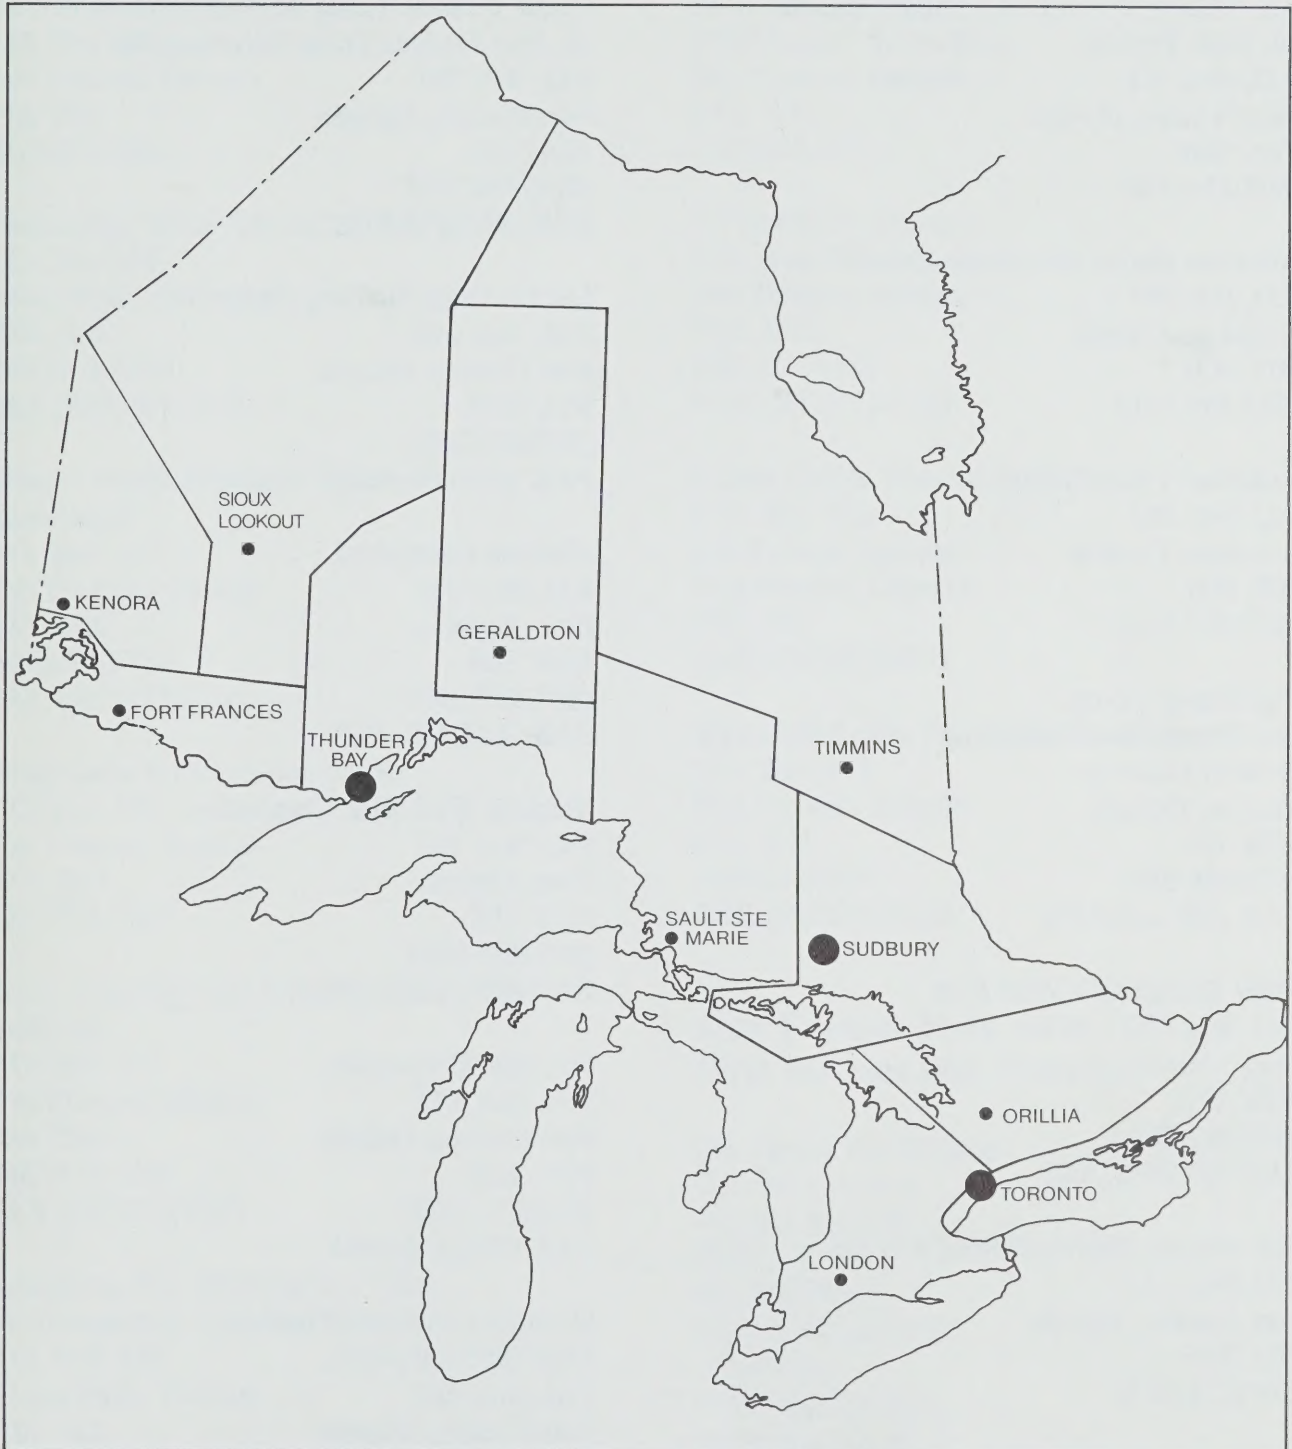 SIOUX
LOOKOUT
KENORA
GERALDTON
FORT FRANCES
THUNDER
BAY
TIMMINS
SAULT STE
MARIE
SUDBURY
ORILLIA
TORONTO
LONDON